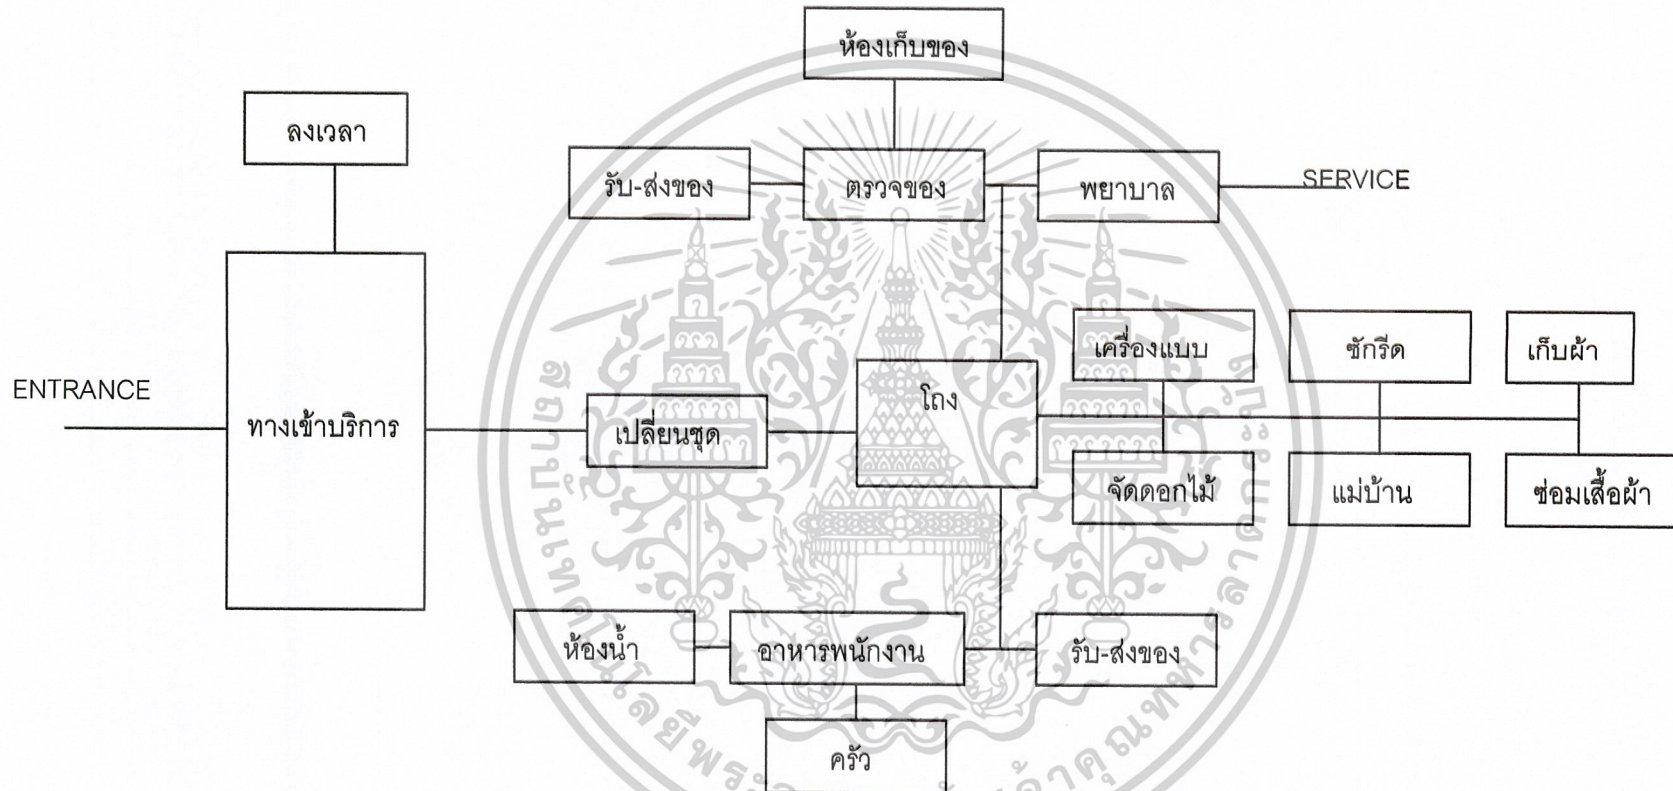 ห้องเก็บของ
ลงเวลา
รับ-ส่งของ
ตรวจของ
พยาบาล
SERVICE
เครื่องแบบ
ซักรีด
เก็บผ้า
ENTRANCE
ทางเข้าบริการ
เปลี่ยนชุด
โถง
จัดดอกไม้
แม่บ้าน
ซ่อมเสื้อผ้า
ห้องน้ำ
อาหารพนักงาน
รับ-ส่งของ
ครัว